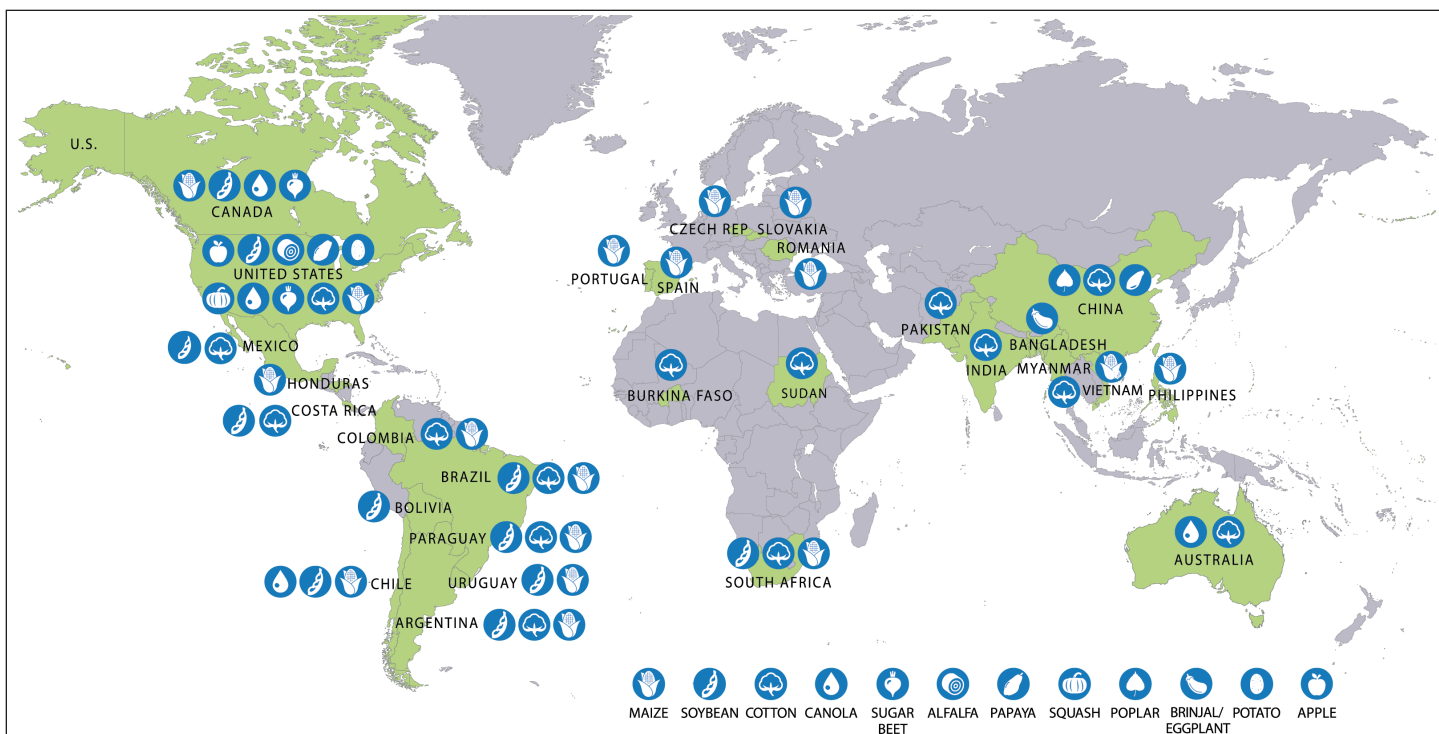 U.S.
CANADA
UNITED STATES
MEXICO
HONDURAS
COSTA RICA
COLOMBIA
BRAZIL
BOLIVIA
PARAGUAY
CHILE
URUGUAY
ARGENTINA
CZECH REP
SLOVAKIA
ROMANIA
PORTUGAL
SPAIN
BURKINA FASO
SUDAN
SOUTH AFRICA
PAKISTAN
INDIA
CHINA
BANGLADESH
MYANMAR
VIETNAM
PHILIPPINES
AUSTRALIA
MAIZE
SOYBEAN
COTTON
CANOLA
SUGAR
BEET
ALFALFA
PAPAYA
SQUASH
POPLAR
BRINJAL/
EGGPLANT
POTATO
APPLE